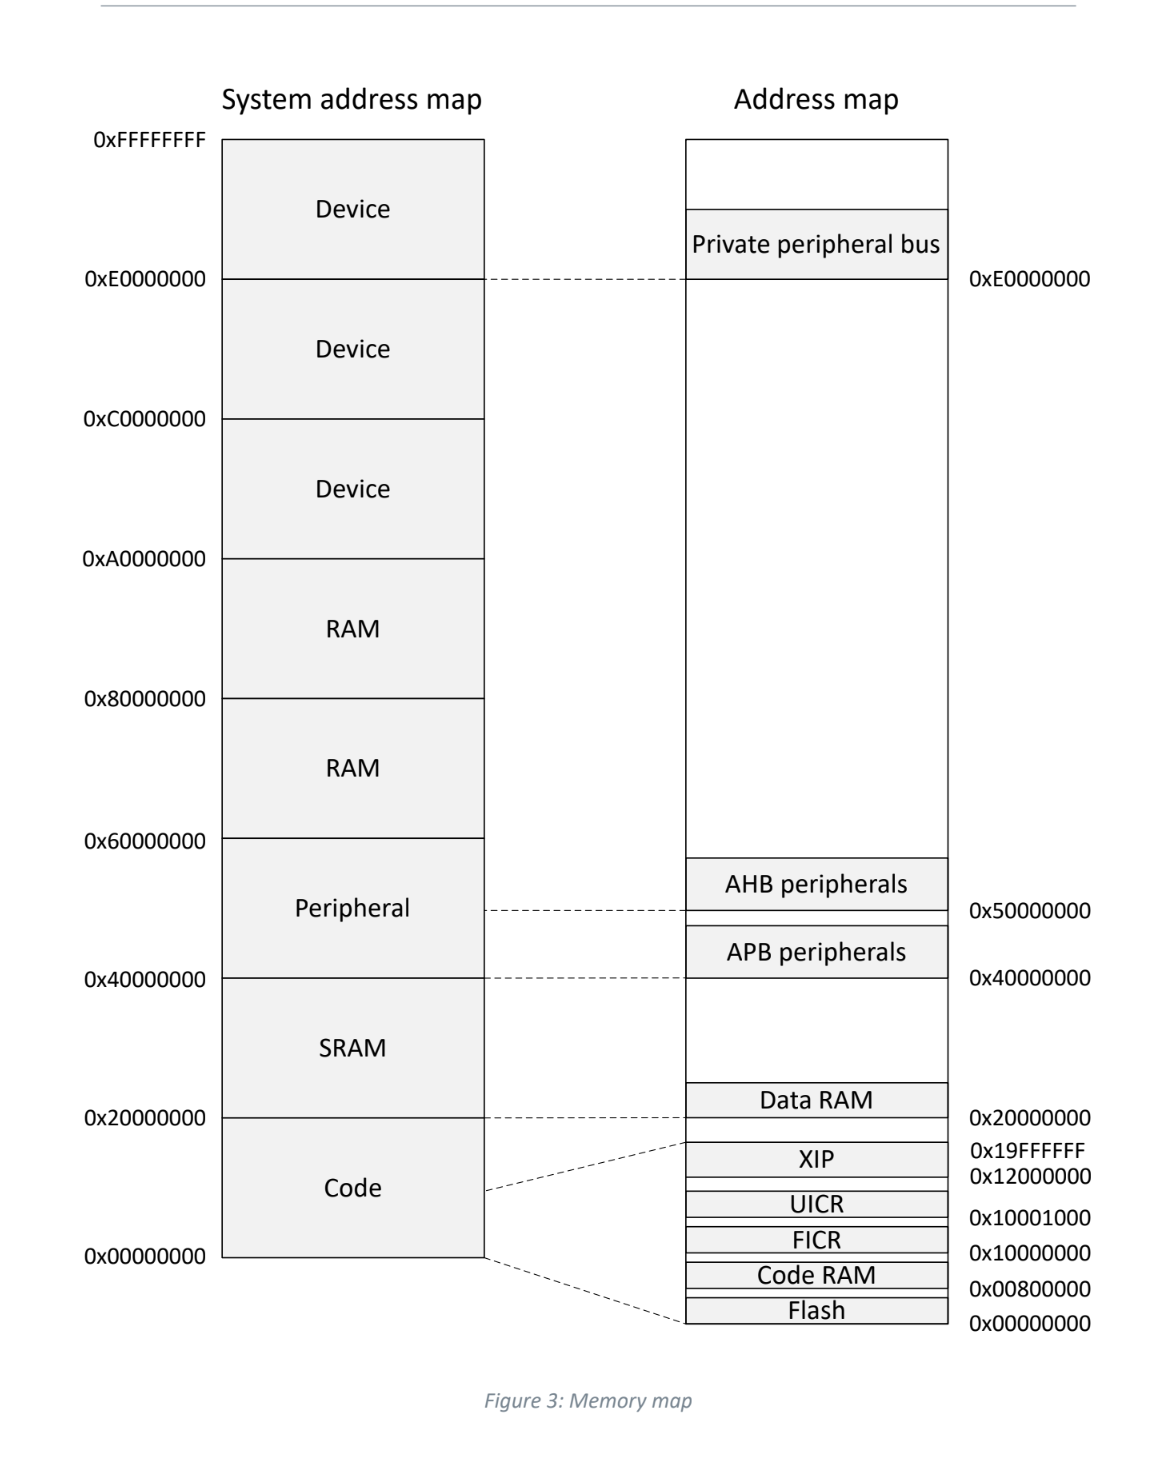 System address map
Address map
0xFFFFFFFF
Device
Private peripheral bus
0xE0000000
0xE0000000
Device
0xC0000000
Device
0xA0000000
RAM
0x80000000
RAM
0x60000000
AHB peripherals
Peripheral
0x50000000
APB peripherals
0x40000000
0x40000000
SRAM
Data RAM
0x20000000
0x20000000
0x19FFFFFF
XIP
0x12000000
Code
UICR
0x10001000
FICR
0x10000000
0x00000000
Code RAM
0x00800000
Flash
0x00000000
Figure 3: Memory map